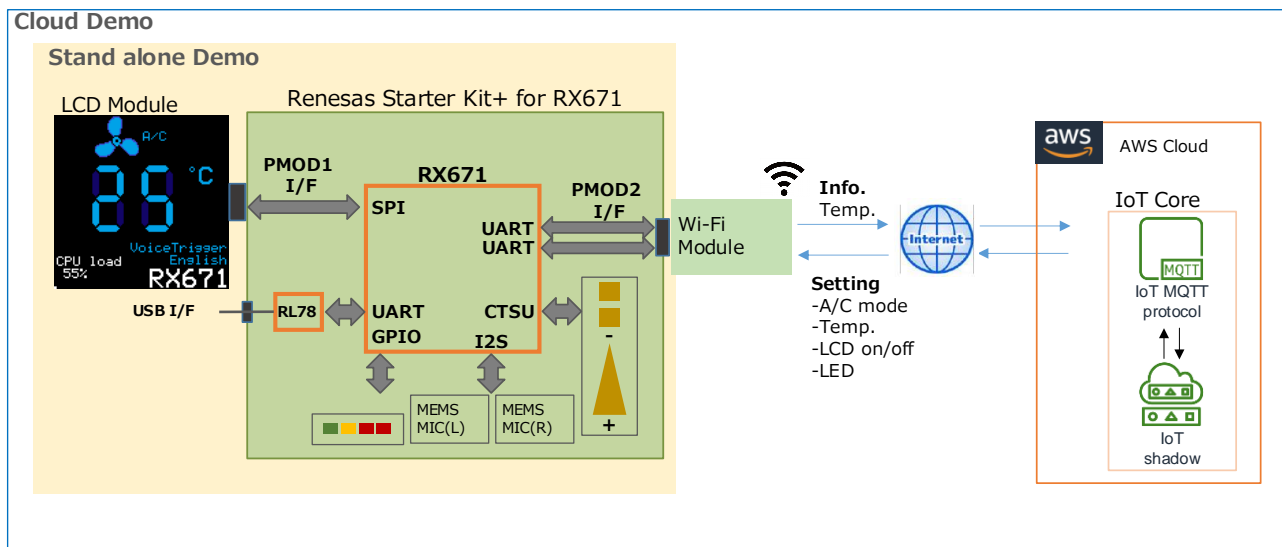 Cloud Demo
Stand alone Demo
LCD Module
Renesas Starter Kit+ for RX671
A/C
25 °C
VoiceTrigger
English
CPU load
55%
RX671
PMOD1
I/F
RX671
SPI
UART
UART
UART
GPIO
CTSU
I2S
PMOD2
I/F
Wi-Fi
Module
USB I/F
RL78
MEMS
MIC(L)
MEMS
MIC(R)
-
+
Info.
Temp.
Internet
Setting
-A/C mode
-Temp.
-LCD on/off
-LED
aws
AWS Cloud
IoT Core
MQTT
IoT MQTT
protocol
IoT
shadow